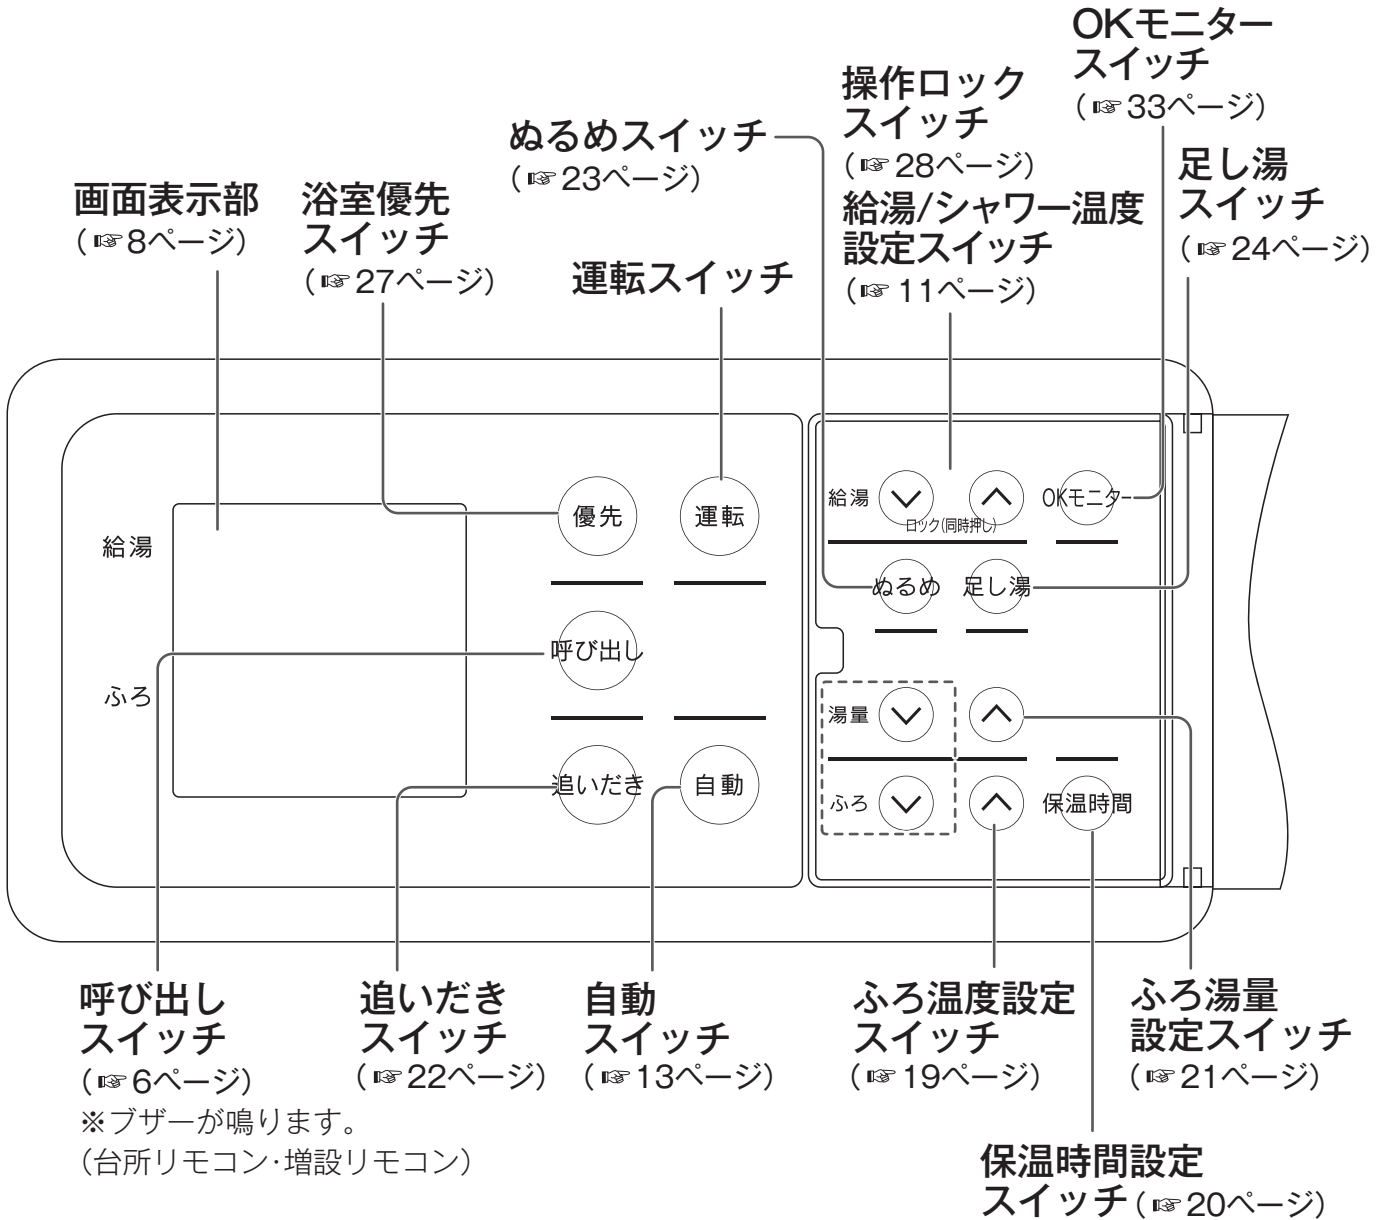 OKモニター
スイッチ
(☞33ページ)
操作ロック
スイッチ
(☞28ページ)
給湯/シャワー温度
設定スイッチ
(☞11ページ)
ぬるめスイッチ
(☞23ページ)
足し湯
スイッチ
(☞24ページ)
画面表示部
(☞8ページ)
浴室優先
スイッチ
(☞27ページ)
運転スイッチ
給湯
ふろ
優先
運転
呼び出し
追いだき
自動
給湯
ロック(同時押し)
OKモニター
ぬるめ
足し湯
湯量
ふろ
保温時間
呼び出し
スイッチ
(☞6ページ)
※ブザーが鳴ります。
(台所リモコン・増設リモコン)
追いだき
スイッチ
(☞22ページ)
自動
スイッチ
(☞13ページ)
ふろ温度設定
スイッチ
(☞19ページ)
ふろ湯量
設定スイッチ
(☞21ページ)
保温時間設定
スイッチ(☞20ページ)